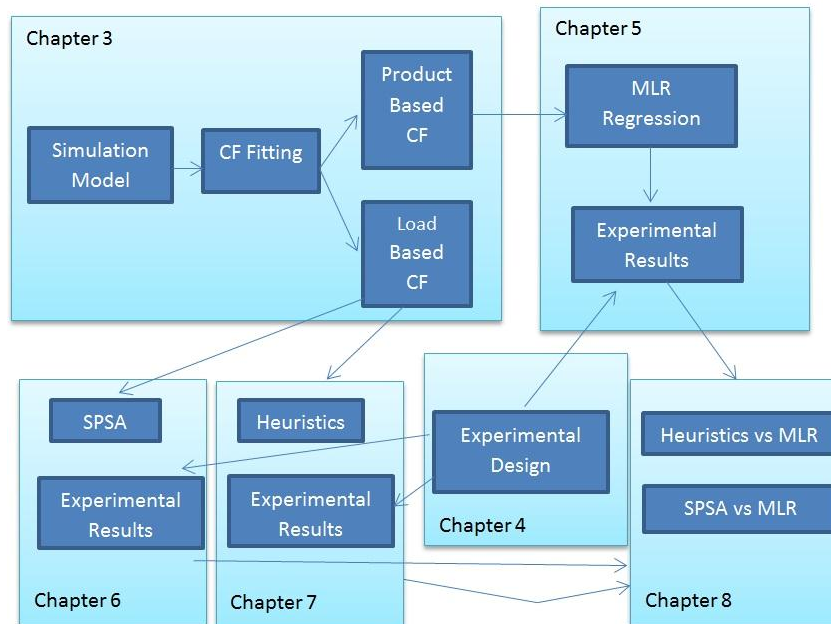 Chapter 3
Simulation
Model
CF Fitting
Product
Based
CF
Load
Based
CF
Chapter 5
MLR
Regression
Experimental
Results
SPSA
Experimental
Results
Chapter 6
Heuristics
Experimental
Results
Chapter 7
Experimental
Design
Chapter 4
Heuristics vs MLR
SPSA vs MLR
Chapter 8